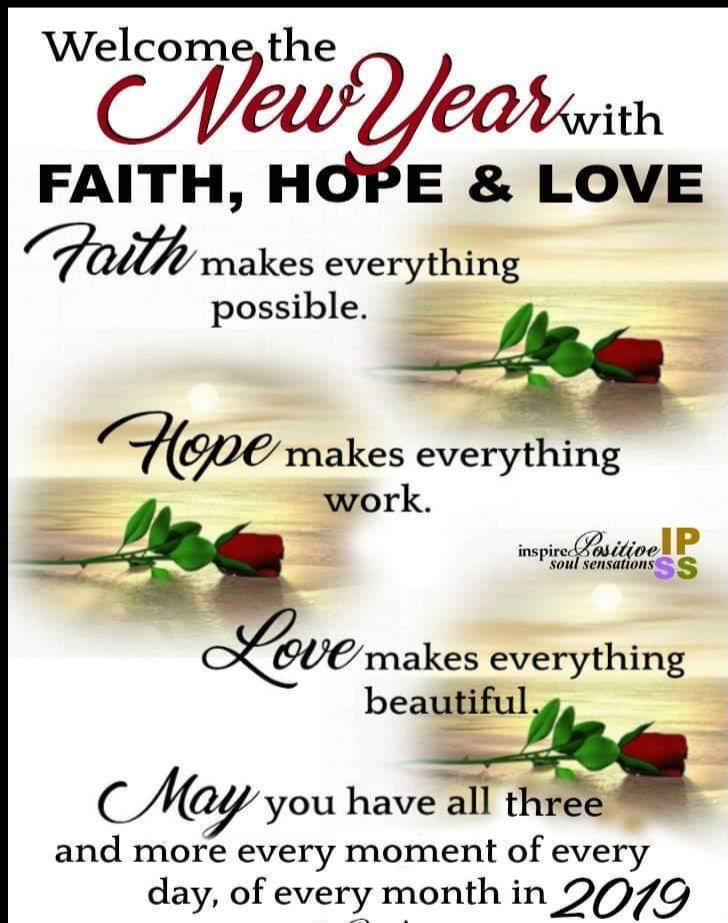 Welcome the
New Year with
FAITH, HOPE & LOVE
Faith makes everything
possible.
Hope makes everything
work.
inspire Positive IP
soul sensations SS
Love makes everything
beautiful.
May you have all three
and more every moment of every
day, of every month in 2019